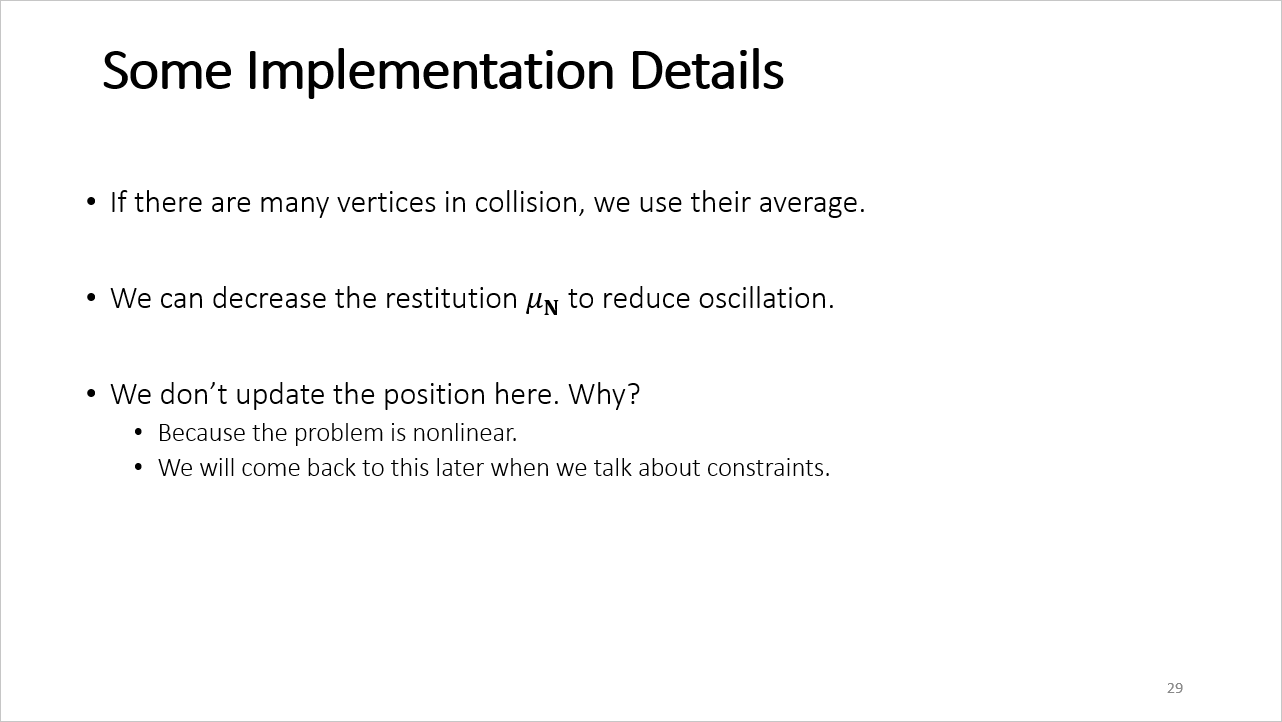 Some Implementation Details
• If there are many vertices in collision, we use their average.
• We can decrease the restitution μ_N to reduce oscillation.
• We don’t update the position here. Why?
• Because the problem is nonlinear.
• We will come back to this later when we talk about constraints.
29